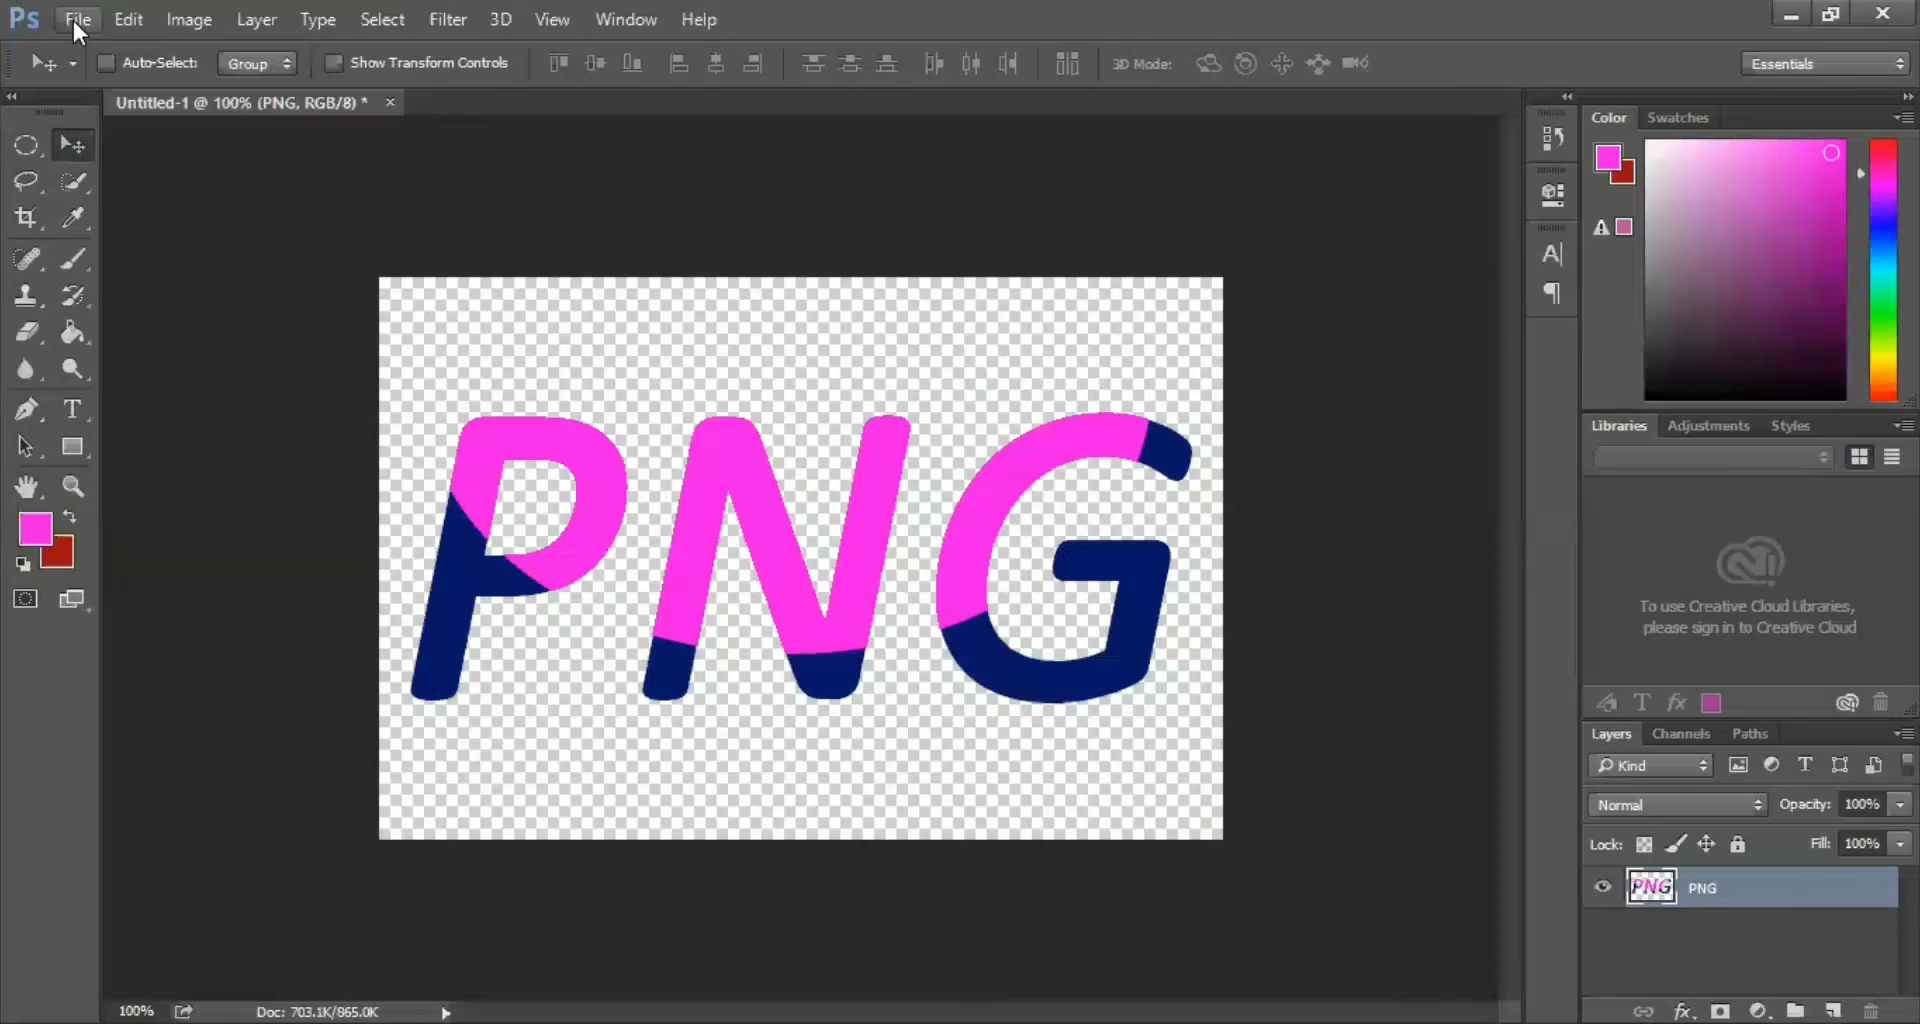 Ps File Edit Image Layer Type Select Filter 3D View Window Help
Auto-Select: Group Show Transform Controls 3D Mode: Essentials
Untitled-1 @ 100% (PNG, RGB/8) *
Color Swatches
PNG
Libraries Adjustments Styles
To use Creative Cloud Libraries,
please sign in to Creative Cloud
Layers Channels Paths
Kind
Normal Opacity: 100%
Lock: Fill: 100%
PNG PNG
100% Doc: 703.1K/865.0K